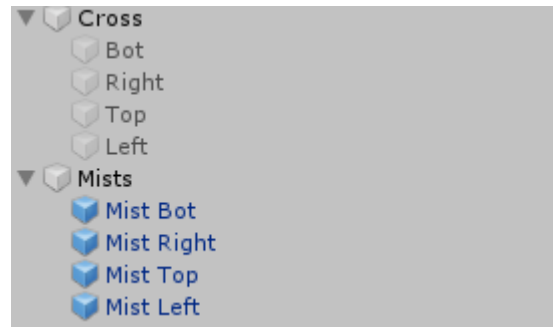 Cross
Bot
Right
Top
Left
Mists
Mist Bot
Mist Right
Mist Top
Mist Left